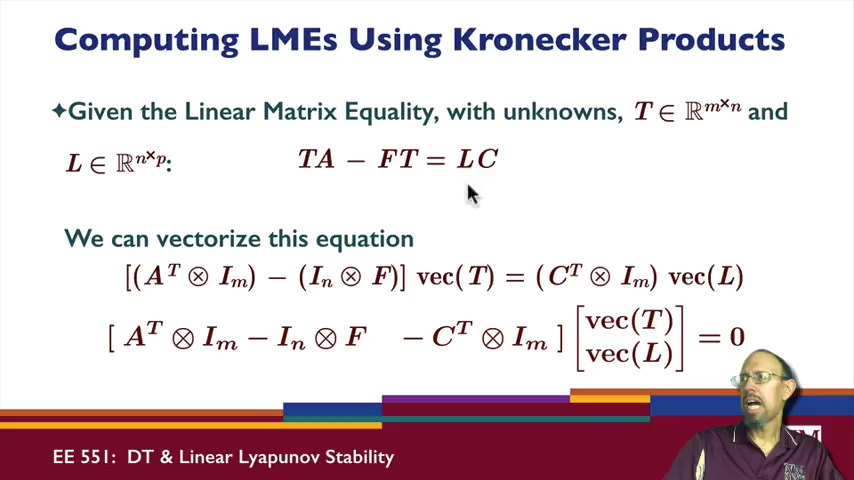 Computing LMEs Using Kronecker Products
✦Given the Linear Matrix Equality, with unknowns, T ∈ ℝ^{m×n} and
L ∈ ℝ^{n×p}: TA − FT = LC
We can vectorize this equation
[(A^T ⊗ I_m) − (I_n ⊗ F)] vec(T) = (C^T ⊗ I_m) vec(L)
[ A^T ⊗ I_m − I_n ⊗ F −C^T ⊗ I_m ] [vec(T) vec(L)] = 0
EE 551: DT & Linear Lyapunov Stability